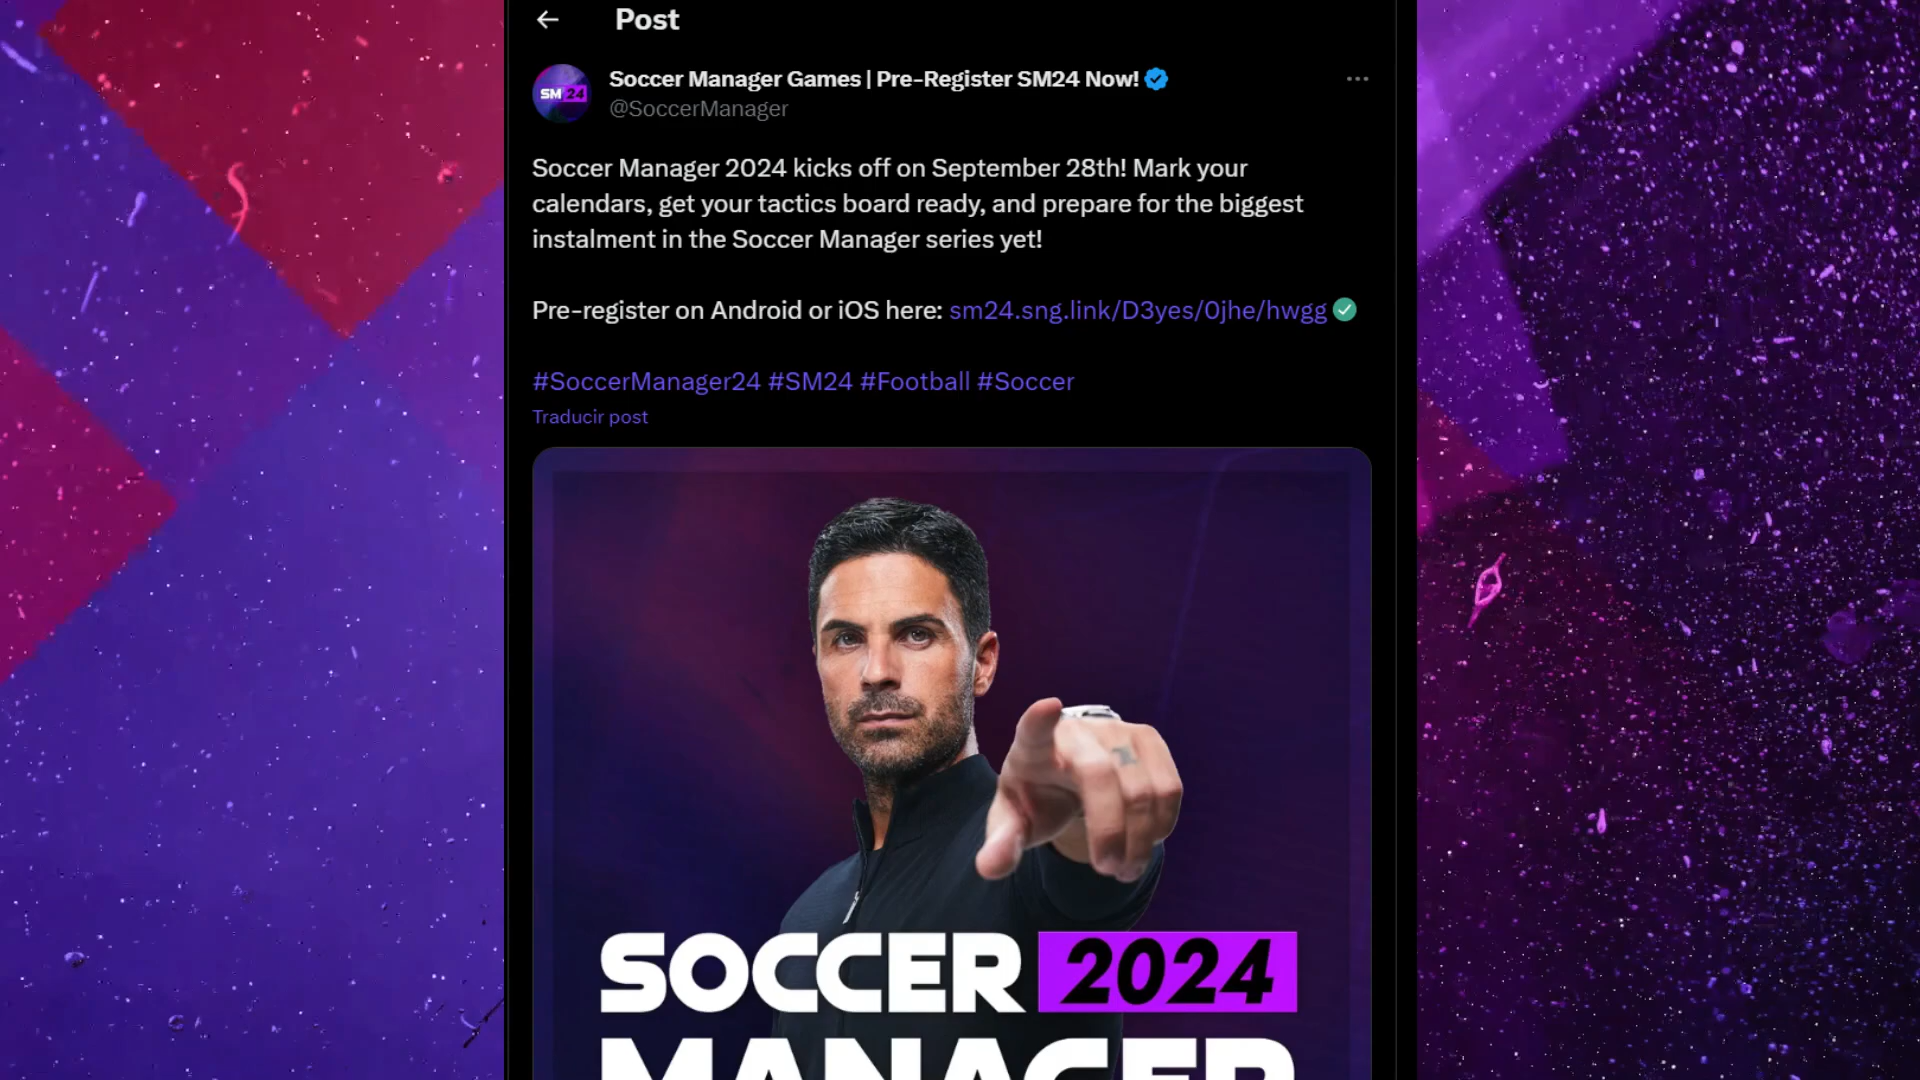 Post
Soccer Manager Games | Pre-Register SM24 Now!
SM 24
@SoccerManager
Soccer Manager 2024 kicks off on September 28th! Mark your
calendars, get your tactics board ready, and prepare for the biggest
instalment in the Soccer Manager series yet!
Pre-register on Android or iOS here: sm24.sng.link/D3yes/0jhe/hwgg
#SoccerManager24 #SM24 #Football #Soccer
Traducir post
SOCCER 2024
MANAGER